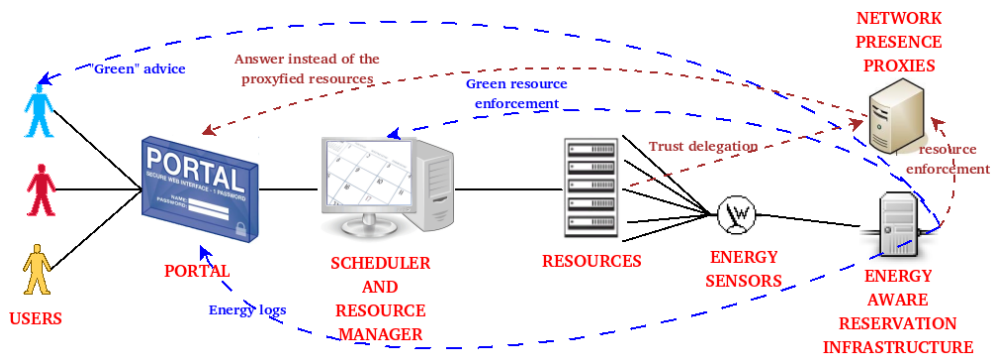 NETWORK
PRESENCE
PROXIES
"Green" advice
Answer instead of the
proxyfied resources
Green resource
enforcement
Trust delegation
resource
enforcement
PORTAL
SECURE WEB INTERFACE - 1 PASSWORD
NAME:
PASSWORD:
W
USERS
PORTAL
Energy logs
SCHEDULER
AND
RESOURCE
MANAGER
RESOURCES
ENERGY
SENSORS
ENERGY
AWARE
RESERVATION
INFRASTRUCTURE